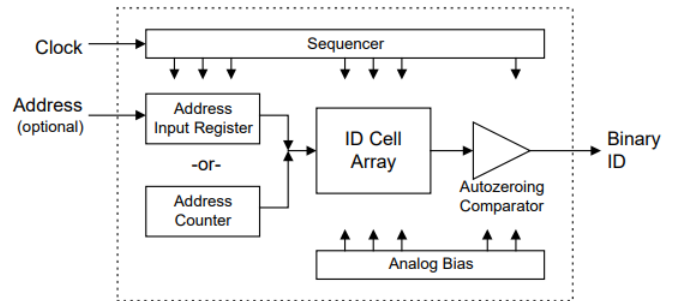 Clock
Sequencer
Address
(optional)
Address
Input Register
-or-
Address
Counter
ID Cell
Array
Autozeroing
Comparator
Binary
ID
Analog Bias